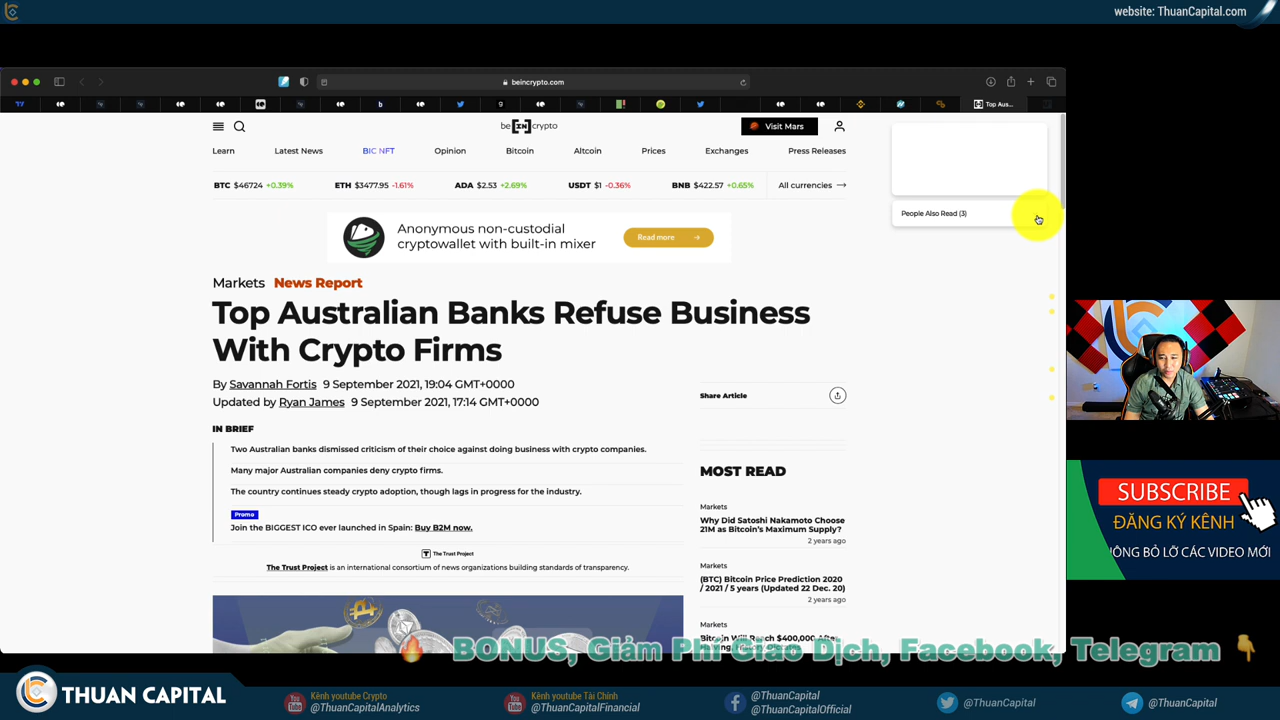 website: ThuanCapital.com
beincrypto.com
Top Aus...
be[IN]crypto
Visit Mars
Learn
Latest News
BIC NFT
Opinion
Bitcoin
Altcoin
Prices
Exchanges
Press Releases
BTC $46724 +0.39%
ETH $3477.95 -1.61%
ADA $2.53 +2.69%
USDT $1 -0.36%
BNB $422.57 +0.65%
All currencies
People Also Read (3)
Anonymous non-custodial
cryptowallet with built-in mixer
Read more
Markets News Report
Top Australian Banks Refuse Business
With Crypto Firms
By Savannah Fortis 9 September 2021, 19:04 GMT+0000
Updated by Ryan James 9 September 2021, 17:14 GMT+0000
Share Article
IN BRIEF
Two Australian banks dismissed criticism of their choice against doing business with crypto companies.
Many major Australian companies deny crypto firms.
The country continues steady crypto adoption, though lags in progress for the industry.
Promo
Join the BIGGEST ICO ever launched in Spain: Buy B2M now.
The Trust Project
The Trust Project is an international consortium of news organizations building standards of transparency.
MOST READ
Markets
Why Did Satoshi Nakamoto Choose
21M as Bitcoin's Maximum Supply?
2 years ago
Markets
(BTC) Bitcoin Price Prediction 2020
/ 2021 / 5 years (Updated 22 Dec. 20)
2 years ago
Markets
Bitcoin Will Reach $400,000 After
SUBSCRIBE
ĐĂNG KÝ KÊNH
HÔNG BỎ LỠ CÁC VIDEO MỚI
BONUS, Giảm Phí Giao Dịch, Facebook, Telegram
THUAN CAPITAL
Kênh youtube Crypto
@ThuanCapitalAnalytics
Kênh youtube Tài Chính
@ThuanCapitalFinancial
@ThuanCapital
@ThuanCapitalOfficial
@ThuanCapital
@ThuanCapital